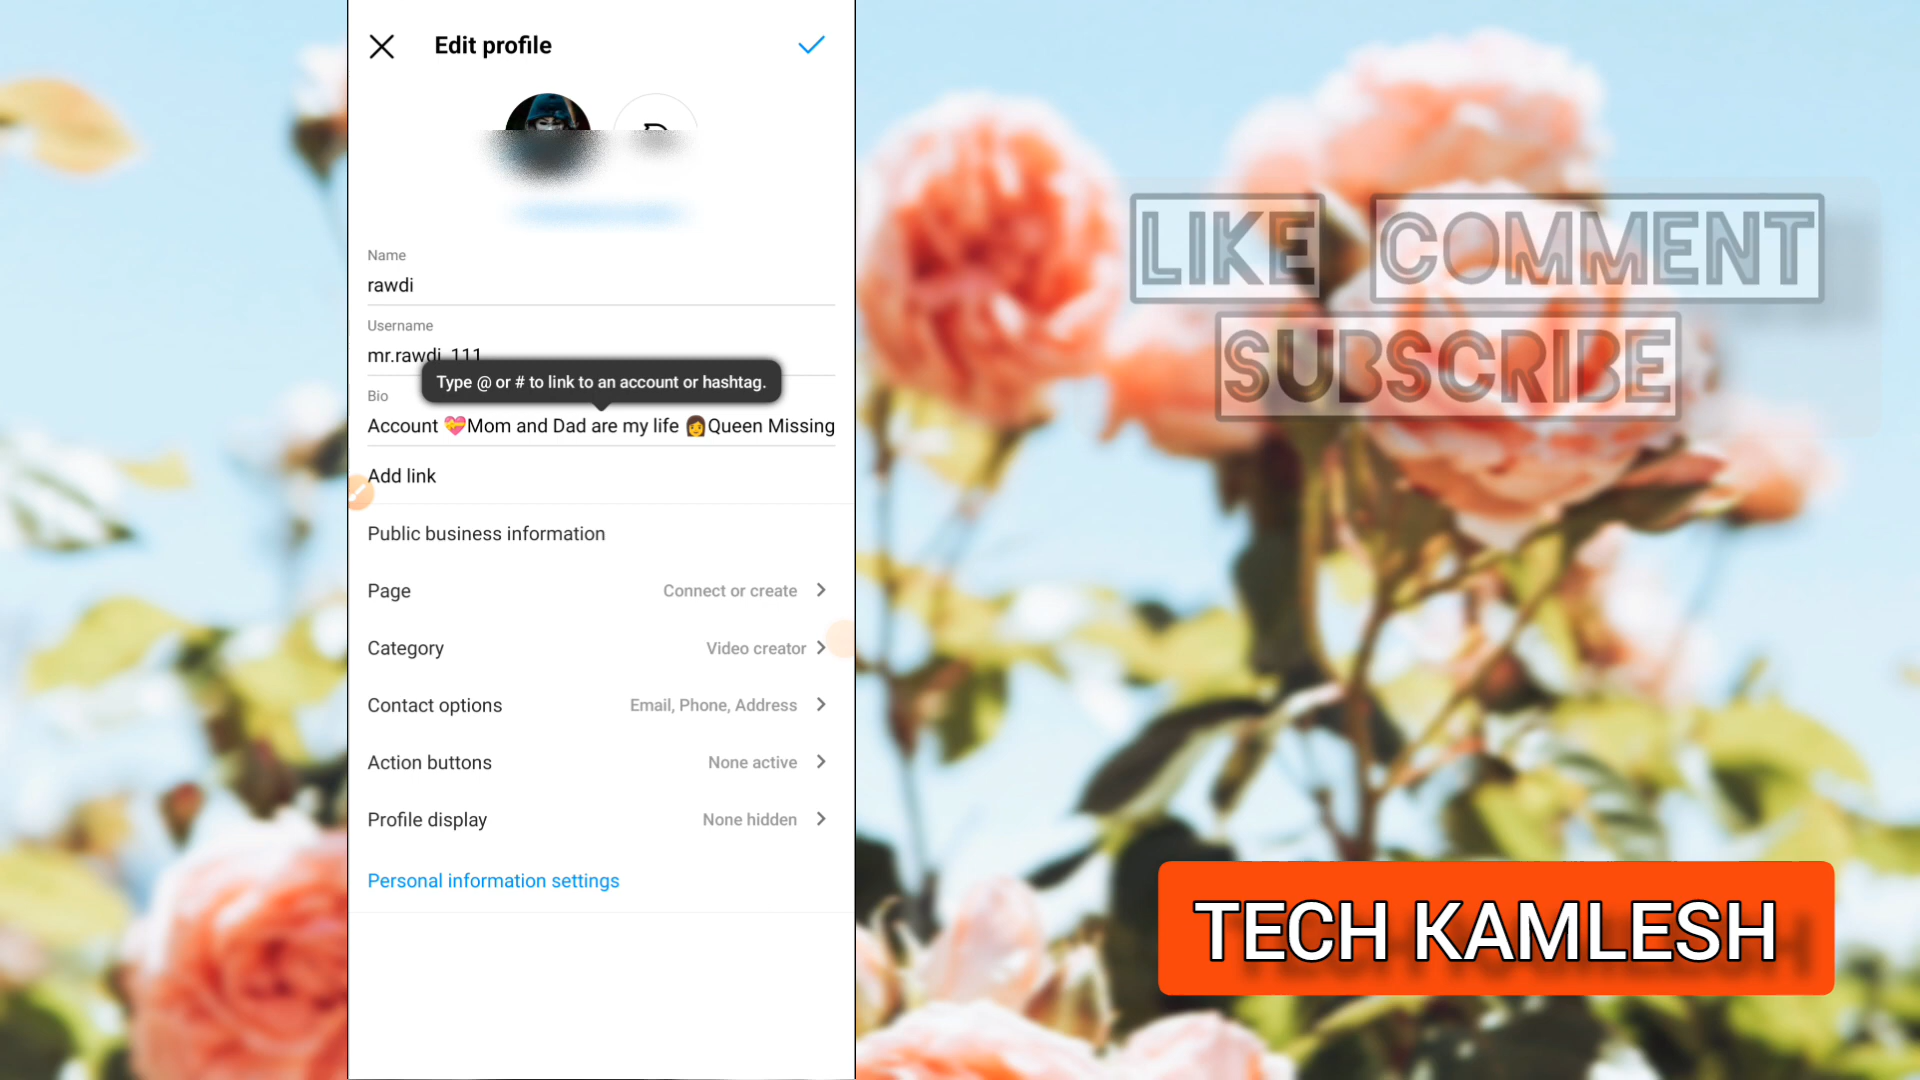 Edit profile
Name
rawdi
Username
mr.rawdi_111
Type @ or # to link to an account or hashtag.
Bio
Account 💝Mom and Dad are my life 👩Queen Missing
Add link
Public business information
Page Connect or create
Category Video creator
Contact options Email, Phone, Address
Action buttons None active
Profile display None hidden
Personal information settings
LIKE COMMENT
SUBSCRIBE
TECH KAMLESH